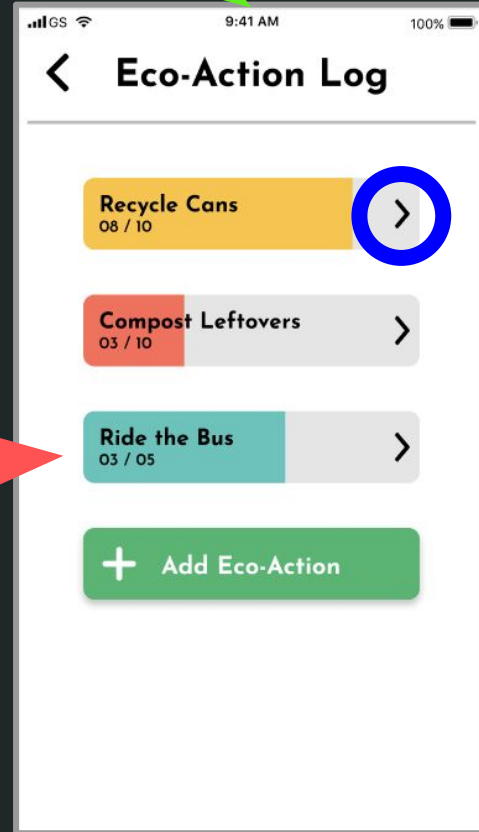 GS 9:41 AM 100%
Eco-Action Log
Recycle Cans
08 / 10
Compost Leftovers
03 / 10
Ride the Bus
03 / 05
Add Eco-Action